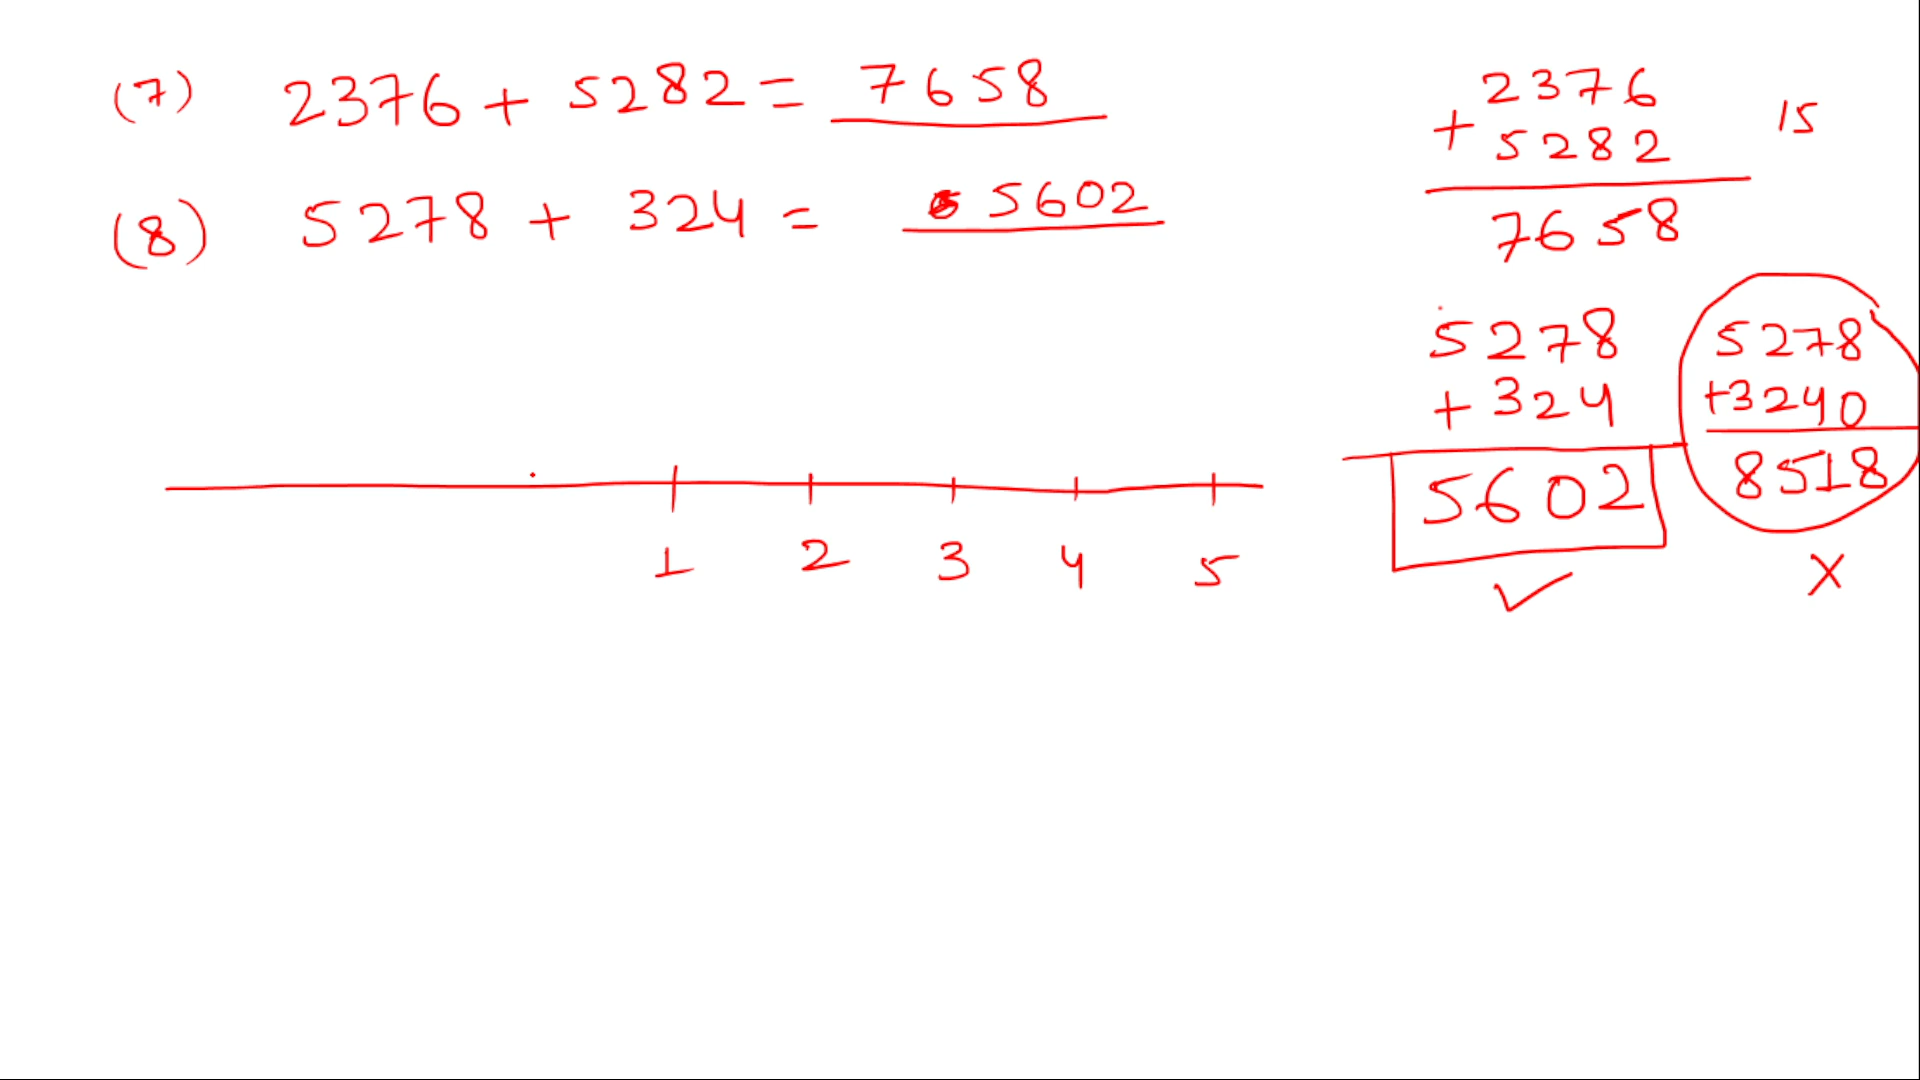 (7) 2376 + 5282 = 7658
(8) 5278 + 324 = 5602
2376
+ 5282
7658
15
5278
+ 324
5602
✓
5278
+3240
8518
X
1 2 3 4 5